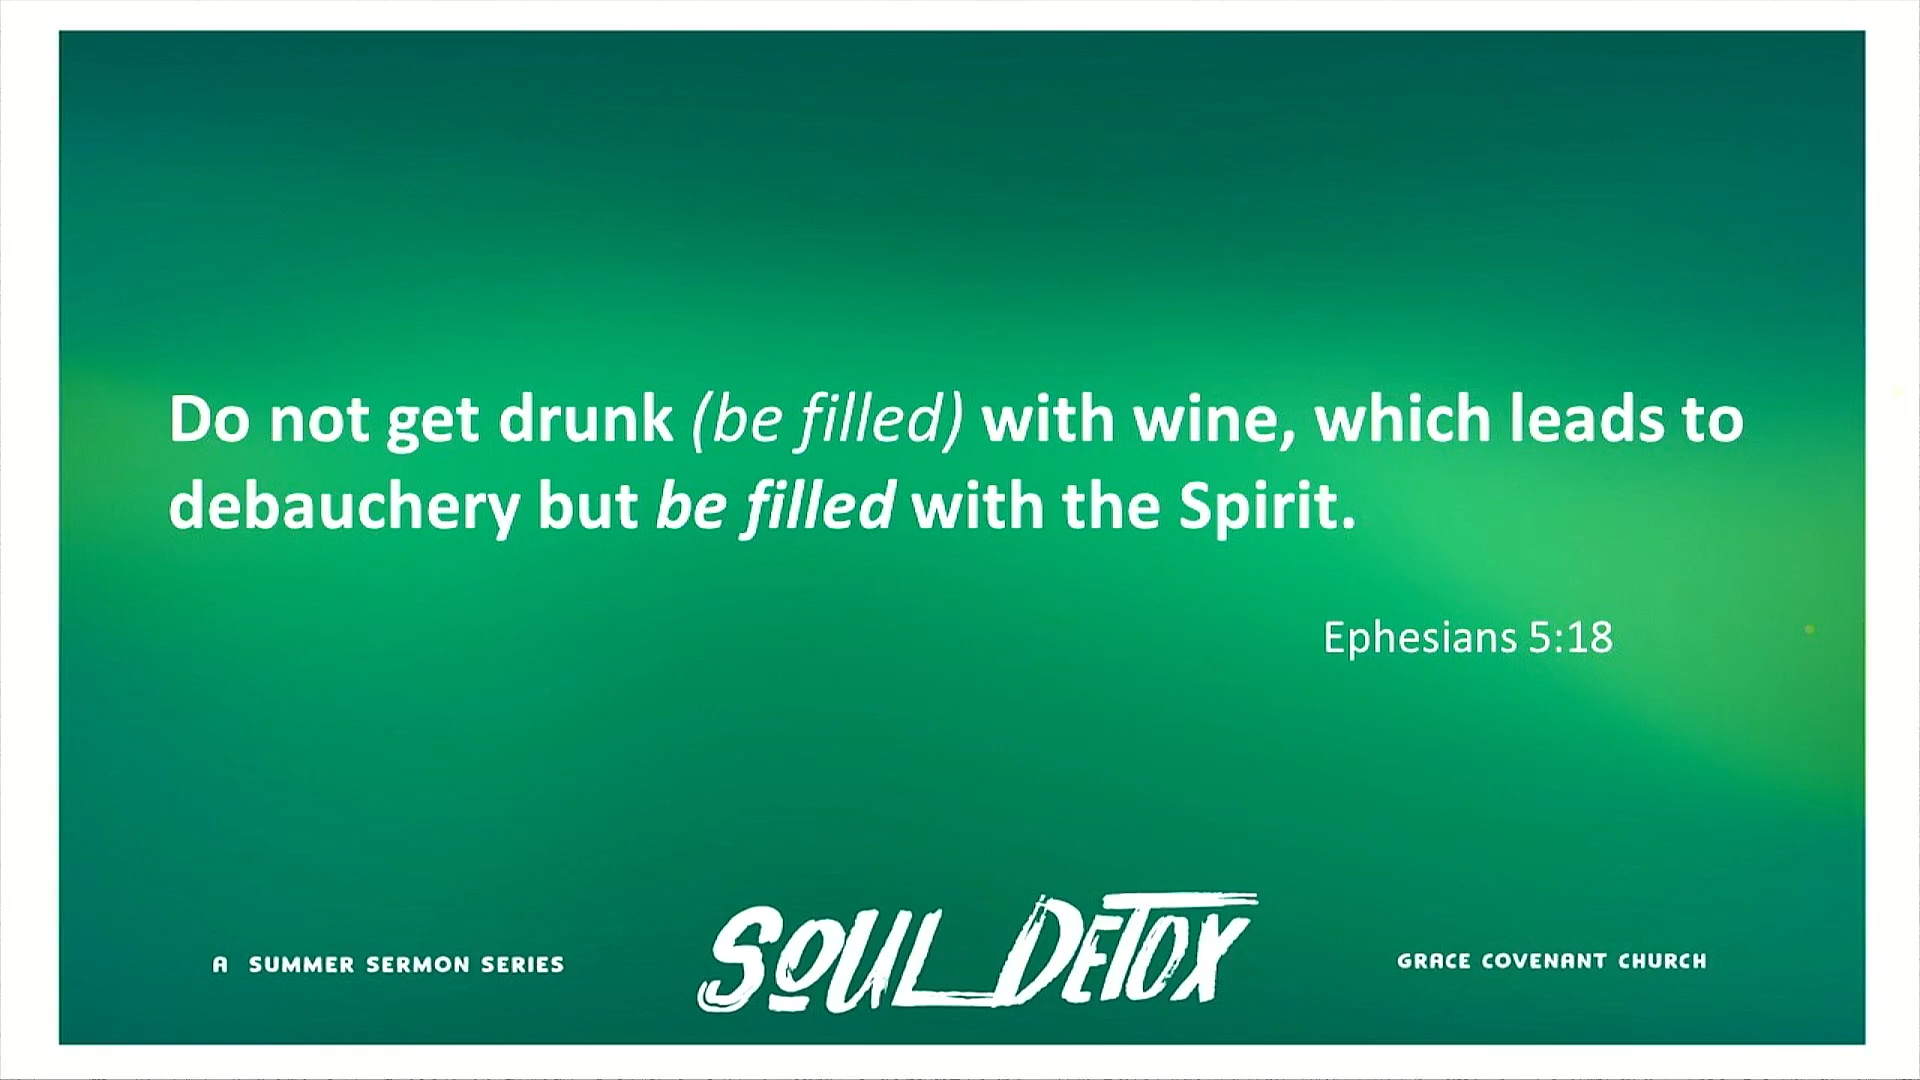 Do not get drunk (be filled) with wine, which leads to
debauchery but be filled with the Spirit.
Ephesians 5:18
A SUMMER SERMON SERIES
SOUL DETOX
GRACE COVENANT CHURCH